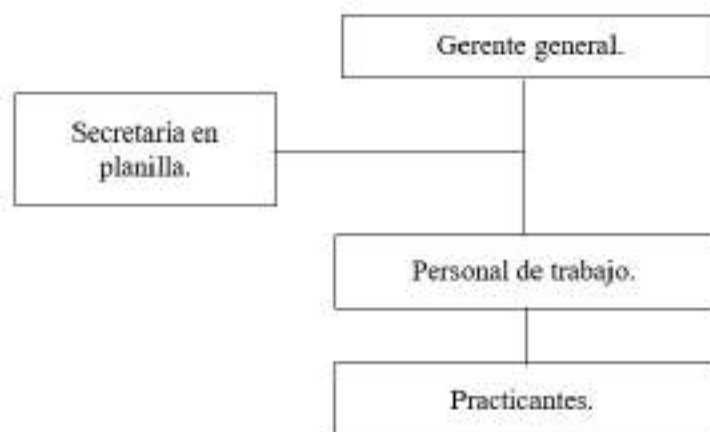 Gerente general.
Secretaria en
planilla.
Personal de trabajo.
Practicantes.